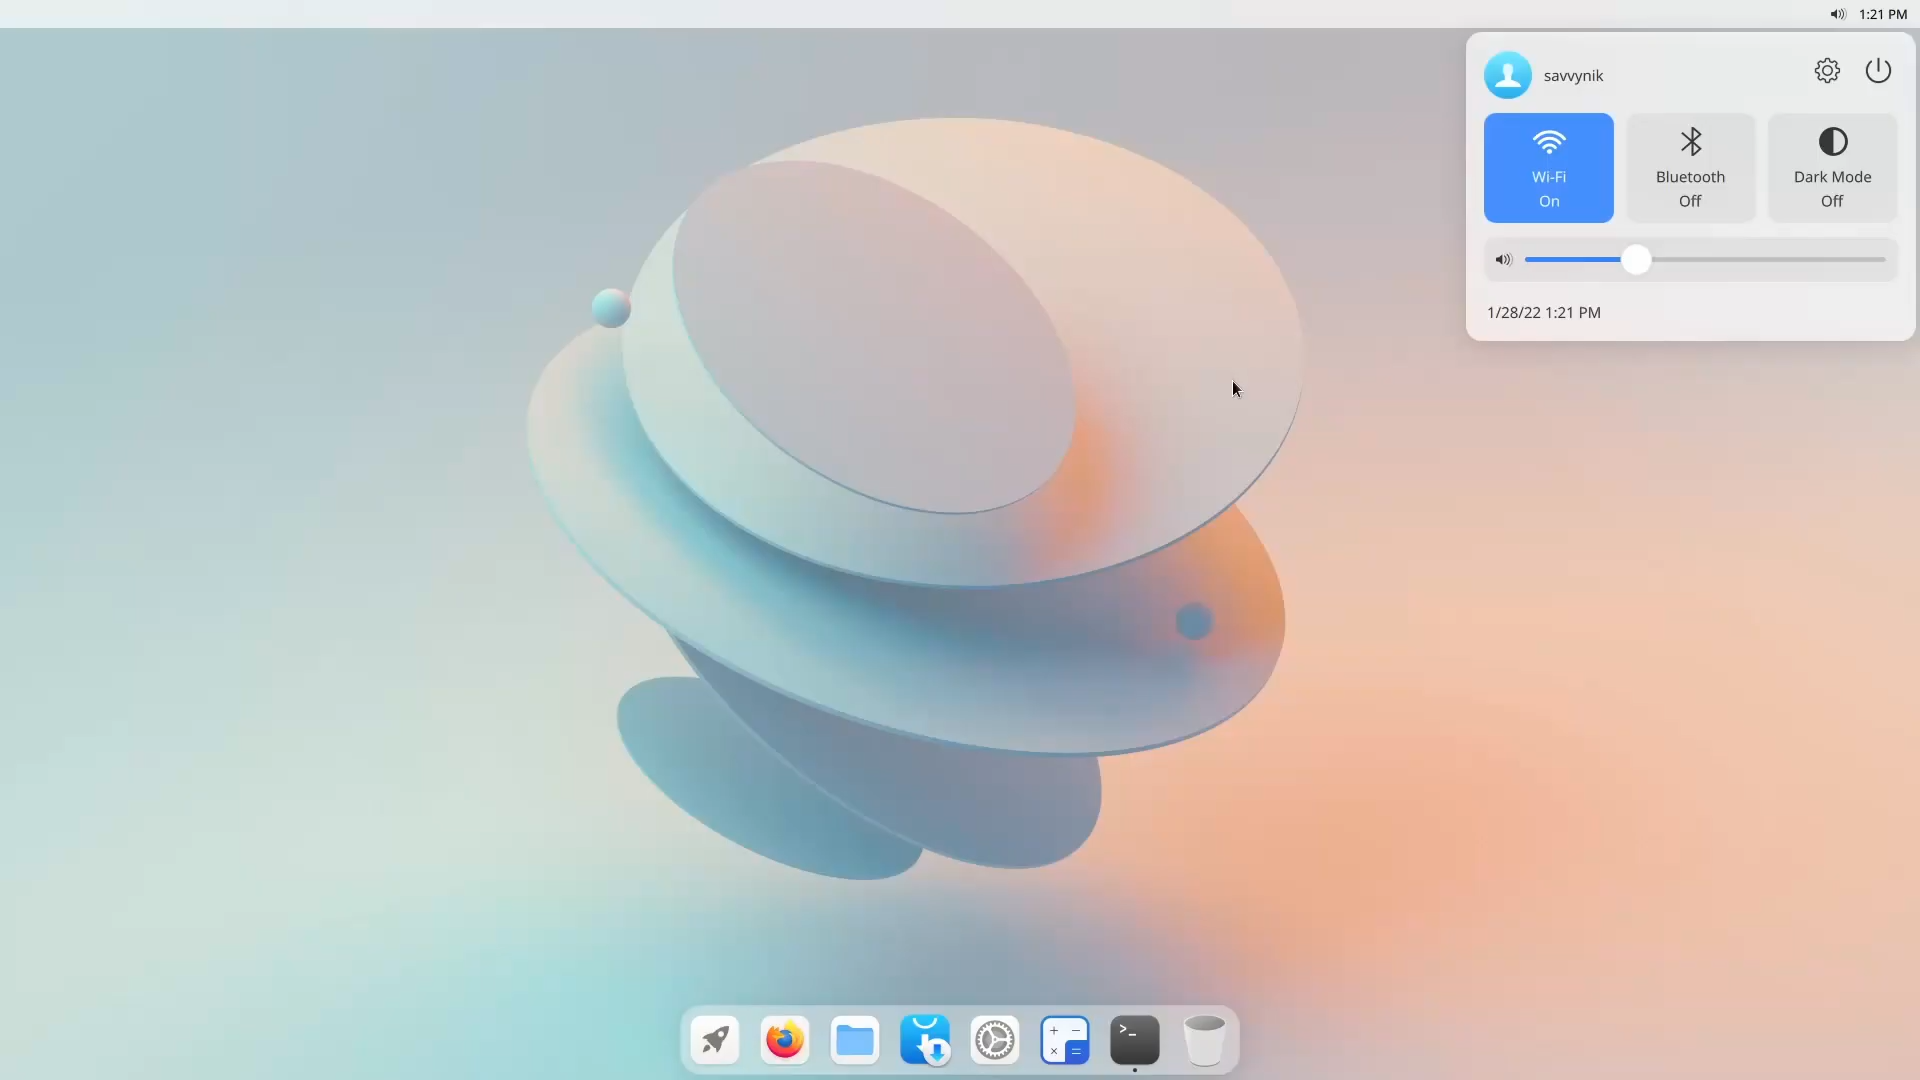 1:21 PM
savvynik
Wi-Fi
On
Bluetooth
Off
Dark Mode
Off
1/28/22 1:21 PM